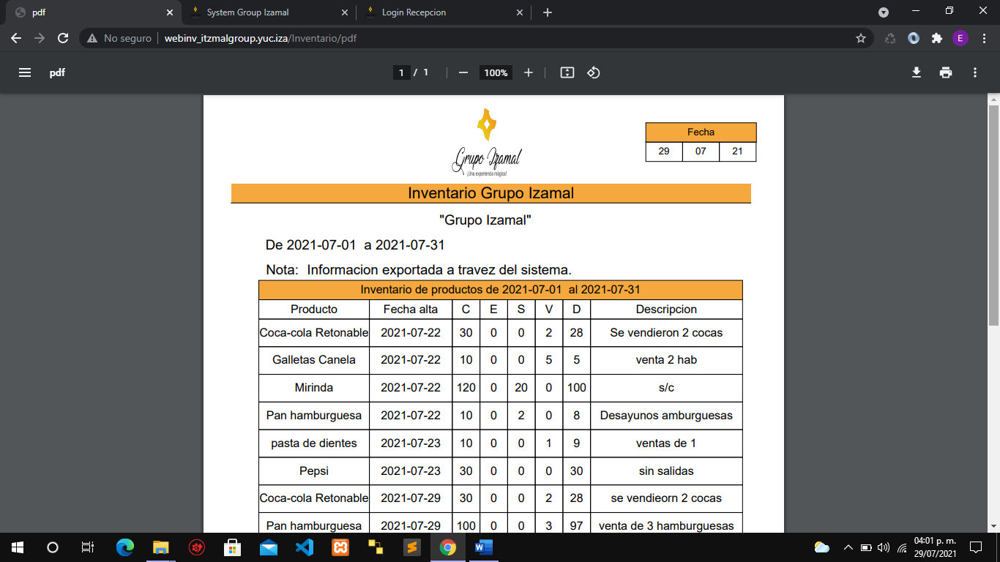 pdf
System Group Izamal
Login Recepcion
No seguro
webinv_itzmalgroup.yuc.iza/Inventario/pdf
E
pdf
1 / 1
100%
Grupo Izamal
¡Una experiencia mágica!
Fecha
29 07 21
Inventario Grupo Izamal
"Grupo Izamal"
De 2021-07-01 a 2021-07-31
Nota: Informacion exportada a travez del sistema.
Inventario de productos de 2021-07-01 al 2021-07-31
Producto Fecha alta C E S V D Descripcion
Coca-cola Retonable 2021-07-22 30 0 0 2 28 Se vendieron 2 cocas
Galletas Canela 2021-07-22 10 0 0 5 5 venta 2 hab
Mirinda 2021-07-22 120 0 20 0 100 s/c
Pan hamburguesa 2021-07-22 10 0 2 0 8 Desayunos amburguesas
pasta de dientes 2021-07-23 10 0 0 1 9 ventas de 1
Pepsi 2021-07-23 30 0 0 0 30 sin salidas
Coca-cola Retonable 2021-07-29 30 0 0 2 28 se vendieorn 2 cocas
Pan hamburguesa 2021-07-29 100 0 0 3 97 venta de 3 hamburguesas
04:01 p. m.
29/07/2021